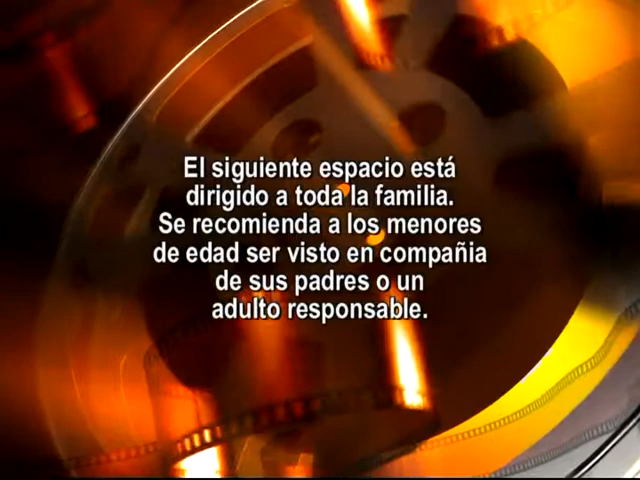 El siguiente espacio está
dirigido a toda la familia.
Se recomienda a los menores
de edad ser visto en compañia
de sus padres o un
adulto responsable.